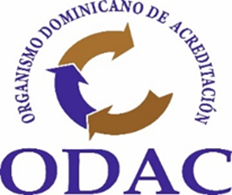 ORGANISMO DOMINICANO DE ACREDITACIÓN
ODAC